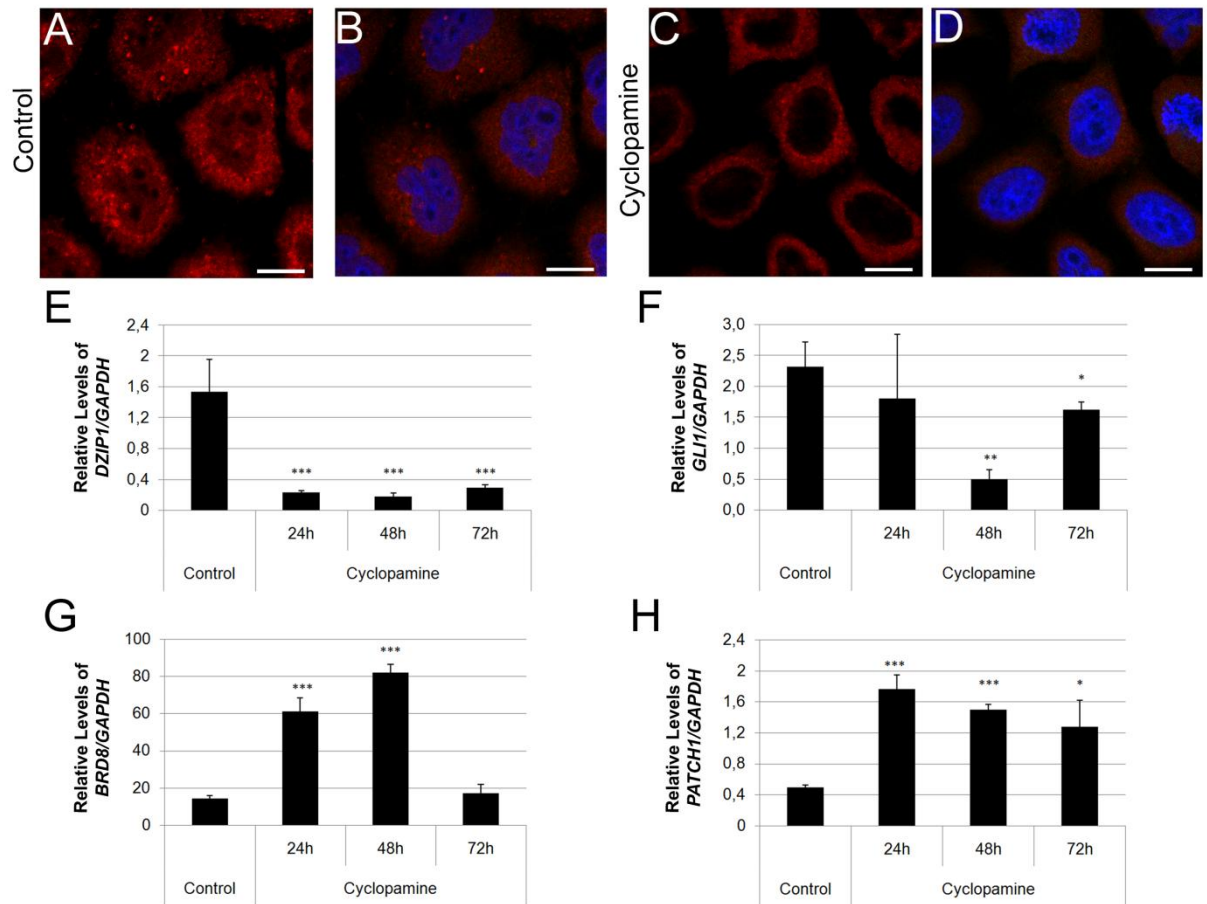 A
B
C
D
Control
Cyclopamine
E
Relative Levels of
DZIP1/GAPDH
2,4
2
1,6
1,2
0,8
0,4
0
***
***
***
24h
48h
72h
Control
Cyclopamine
F
Relative Levels of
GLI1/GAPDH
3,0
2,5
2,0
1,5
1,0
0,5
0,0
**
*
24h
48h
72h
Control
Cyclopamine
G
Relative Levels of
BRD8/GAPDH
100
80
60
40
20
0
***
***
24h
48h
72h
Control
Cyclopamine
H
Relative Levels of
PATCH1/GAPDH
2,4
2
1,6
1,2
0,8
0,4
0
***
***
*
24h
48h
72h
Control
Cyclopamine